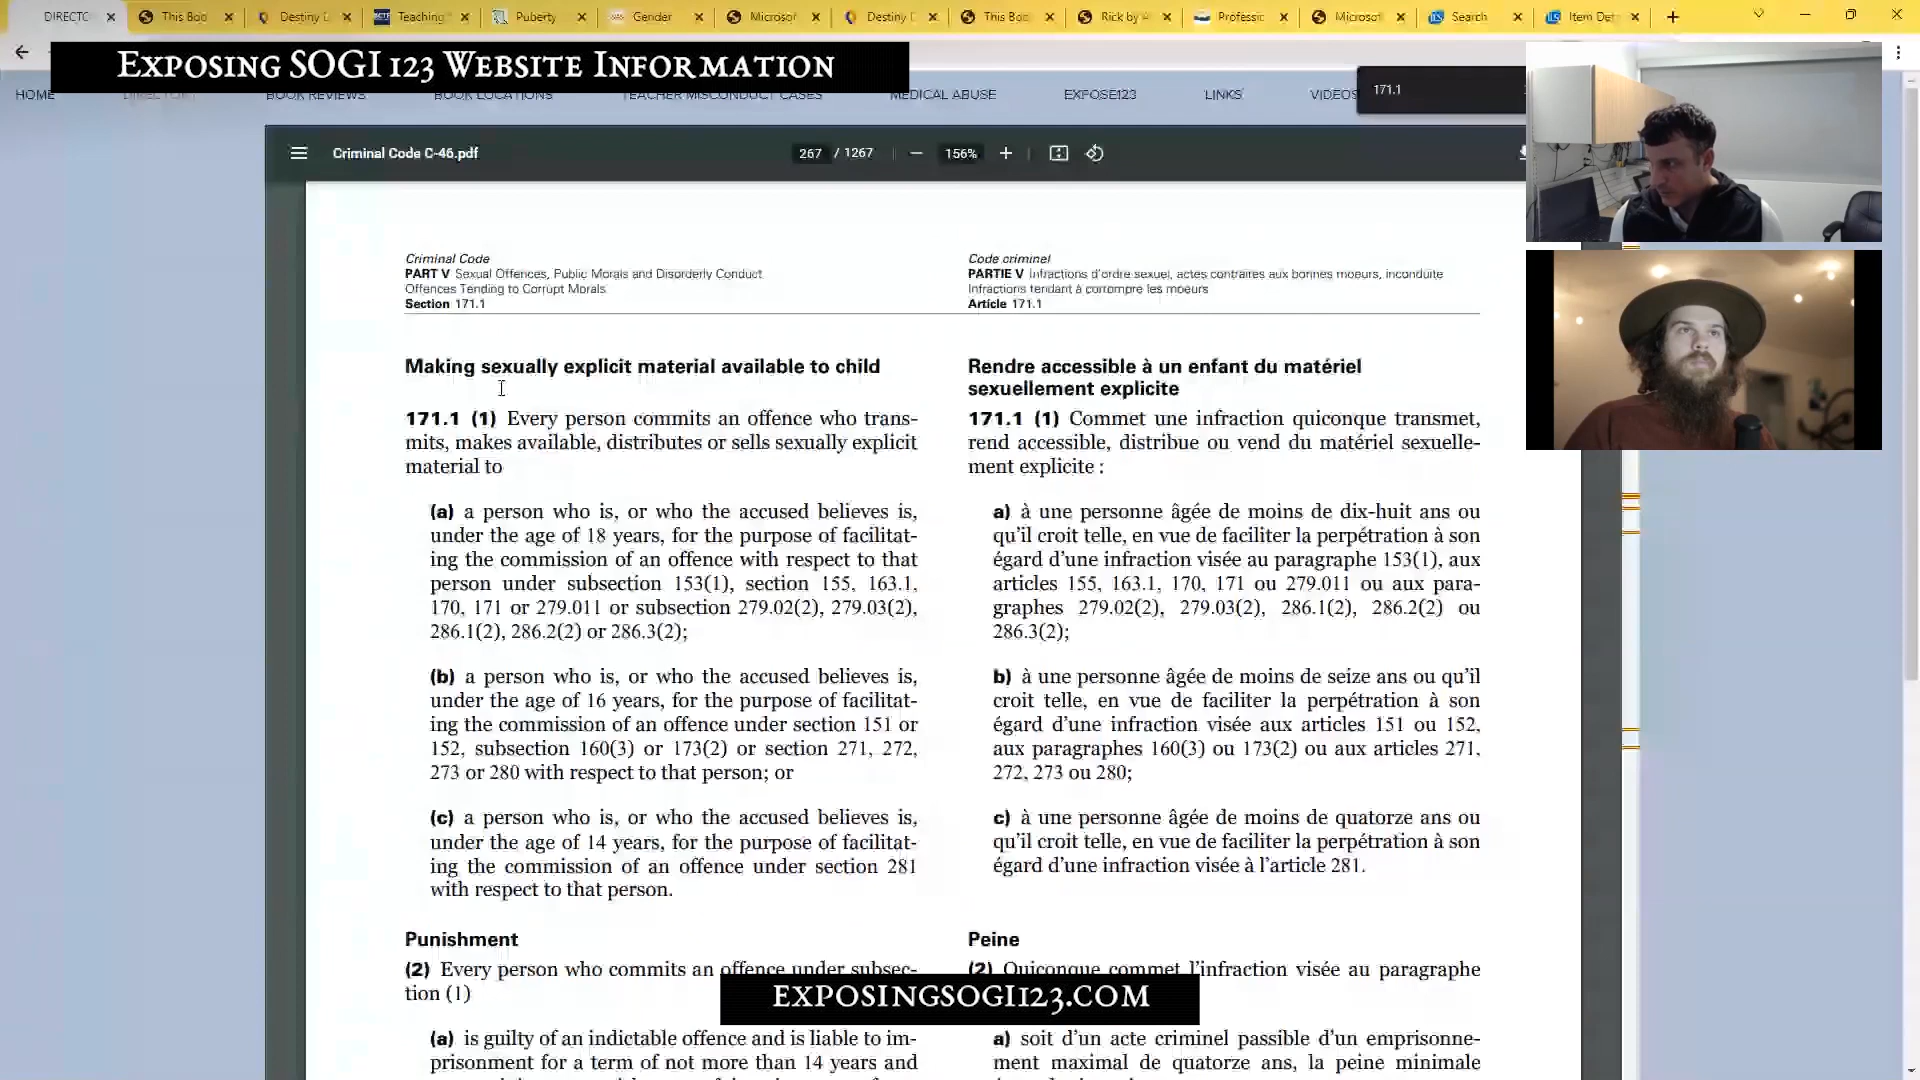 DIRECTC
This Boo
Destiny D
Teaching
Puberty
Gender
Microsof
Destiny D
This Boo
Rick by A
Professic
Microsof
Search
Item Det
EXPOSING SOGI 123 WEBSITE INFORMATION
HOME
BOOK REVIEWS
BOOK LOCATIONS
TEACHER MISCONDUCT CASES
MEDICAL ABUSE
EXPOSE123
LINKS
VIDEOS
171.1
Criminal Code C-46.pdf
267 / 1267
156%
Criminal Code
PART V Sexual Offences, Public Morals and Disorderly Conduct
Offences Tending to Corrupt Morals
Section 171.1
Making sexually explicit material available to child
171.1 (1) Every person commits an offence who trans-
mits, makes available, distributes or sells sexually explicit
material to
(a) a person who is, or who the accused believes is,
under the age of 18 years, for the purpose of facilitat-
ing the commission of an offence with respect to that
person under subsection 153(1), section 155, 163.1,
170, 171 or 279.011 or subsection 279.02(2), 279.03(2),
286.1(2), 286.2(2) or 286.3(2);
(b) a person who is, or who the accused believes is,
under the age of 16 years, for the purpose of facilitat-
ing the commission of an offence under section 151 or
152, subsection 160(3) or 173(2) or section 271, 272,
273 or 280 with respect to that person; or
(c) a person who is, or who the accused believes is,
under the age of 14 years, for the purpose of facilitat-
ing the commission of an offence under section 281
with respect to that person.
Punishment
(2) Every person who commits an offence under subsec-
tion (1)
(a) is guilty of an indictable offence and is liable to im-
prisonment for a term of not more than 14 years and
Code criminel
PARTIE V Infractions d'ordre sexuel, actes contraires aux bonnes moeurs, inconduite
Infractions tendant à corrompre les moeurs
Article 171.1
Rendre accessible à un enfant du matériel
sexuellement explicite
171.1 (1) Commet une infraction quiconque transmet,
rend accessible, distribue ou vend du matériel sexuelle-
ment explicite :
a) à une personne âgée de moins de dix-huit ans ou
qu'il croit telle, en vue de faciliter la perpétration à son
égard d'une infraction visée au paragraphe 153(1), aux
articles 155, 163.1, 170, 171 ou 279.011 ou aux para-
graphes 279.02(2), 279.03(2), 286.1(2), 286.2(2) ou
286.3(2);
b) à une personne âgée de moins de seize ans ou qu'il
croit telle, en vue de faciliter la perpétration à son
égard d'une infraction visée aux articles 151 ou 152,
aux paragraphes 160(3) ou 173(2) ou aux articles 271,
272, 273 ou 280;
c) à une personne âgée de moins de quatorze ans ou
qu'il croit telle, en vue de faciliter la perpétration à son
égard d'une infraction visée à l'article 281.
Peine
(2) Quiconque commet l'infraction visée au paragraphe
a) soit d'un acte criminel passible d'un emprisonne-
ment maximal de quatorze ans, la peine minimale
EXPOSINGSOGI123.COM